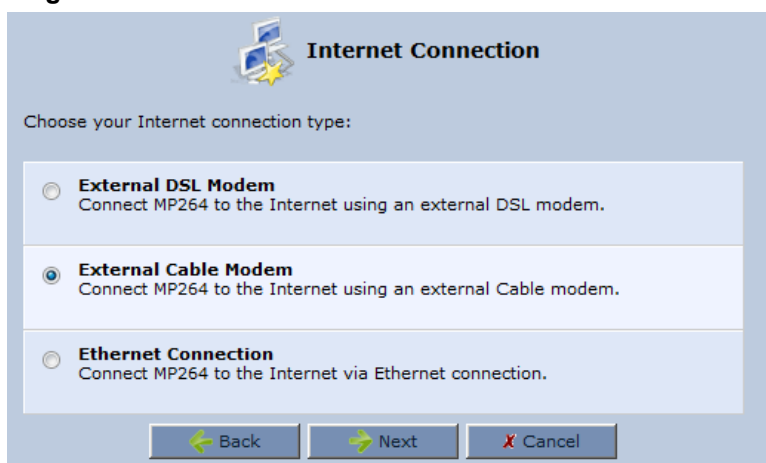 Internet Connection
Choose your Internet connection type:
External DSL Modem
Connect MP264 to the Internet using an external DSL modem.
External Cable Modem
Connect MP264 to the Internet using an external Cable modem.
Ethernet Connection
Connect MP264 to the Internet via Ethernet connection.
Back Next Cancel